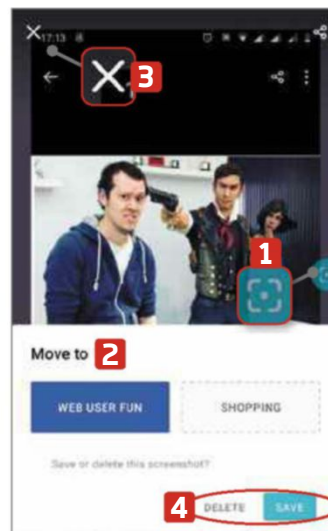 17:13
3
1
Move to 2
WEB USER FUN
SHOPPING
Save or delete this screenshot?
4
DELETE
SAVE